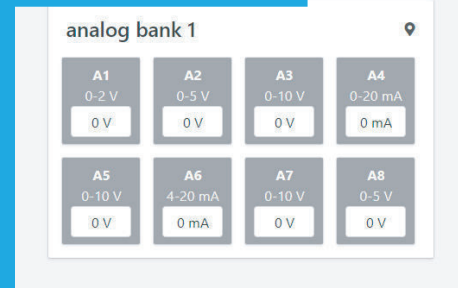 analog bank 1
A1 A2 A3 A4
0-2 V 0-5 V 0-10 V 0-20 mA
0 V 0 V 0 V 0 mA
A5 A6 A7 A8
0-10 V 4-20 mA 0-10 V 0-5 V
0 V 0 mA 0 V 0 V